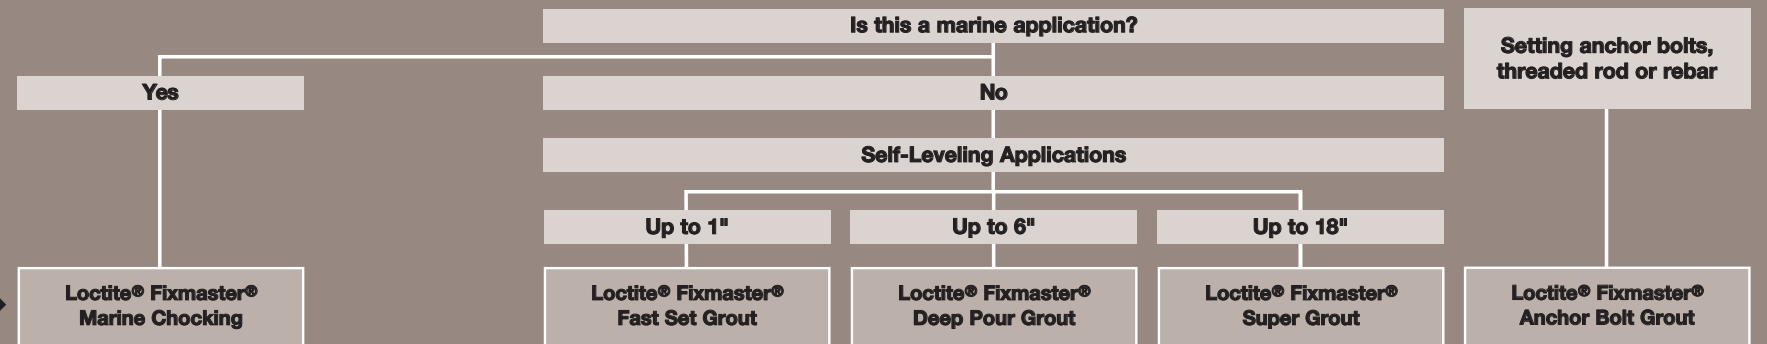 Is this a marine application?
Setting anchor bolts,
threaded rod or rebar
Yes
No
Self-Leveling Applications
Up to 1"
Up to 6"
Up to 18"
Loctite® Fixmaster®
Marine Chocking
Loctite® Fixmaster®
Fast Set Grout
Loctite® Fixmaster®
Deep Pour Grout
Loctite® Fixmaster®
Super Grout
Loctite® Fixmaster®
Anchor Bolt Grout